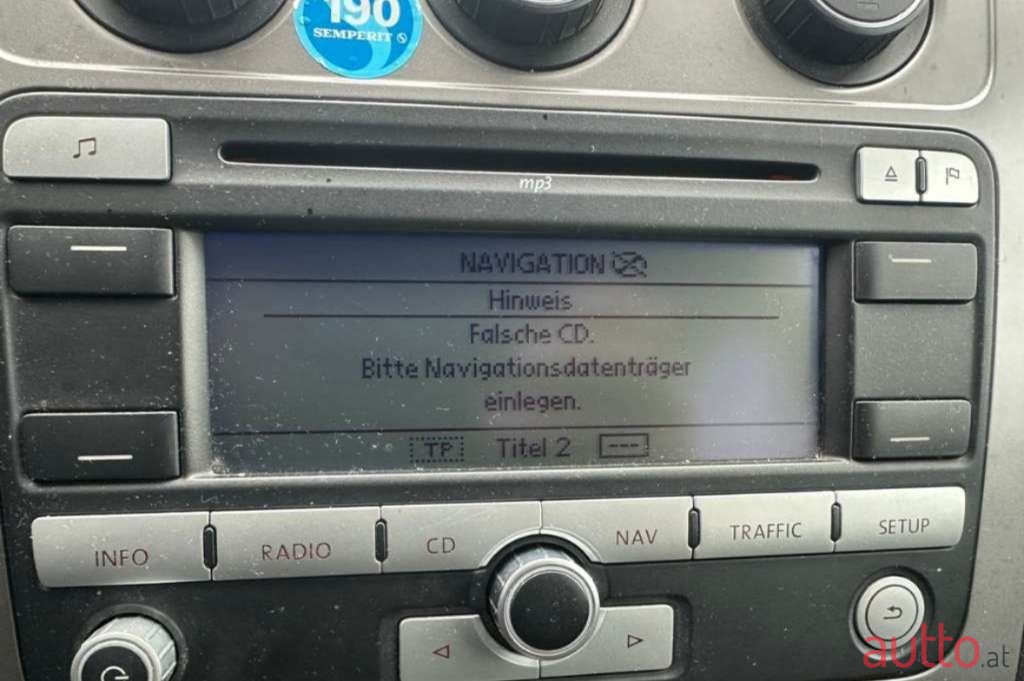 190
SEMPERIT
mp3
NAVIGATION
Hinweis
Falsche CD.
Bitte Navigationsdatenträger
einlegen.
TP Titel 2 ---
INFO RADIO CD NAV TRAFFIC SETUP
autto.at